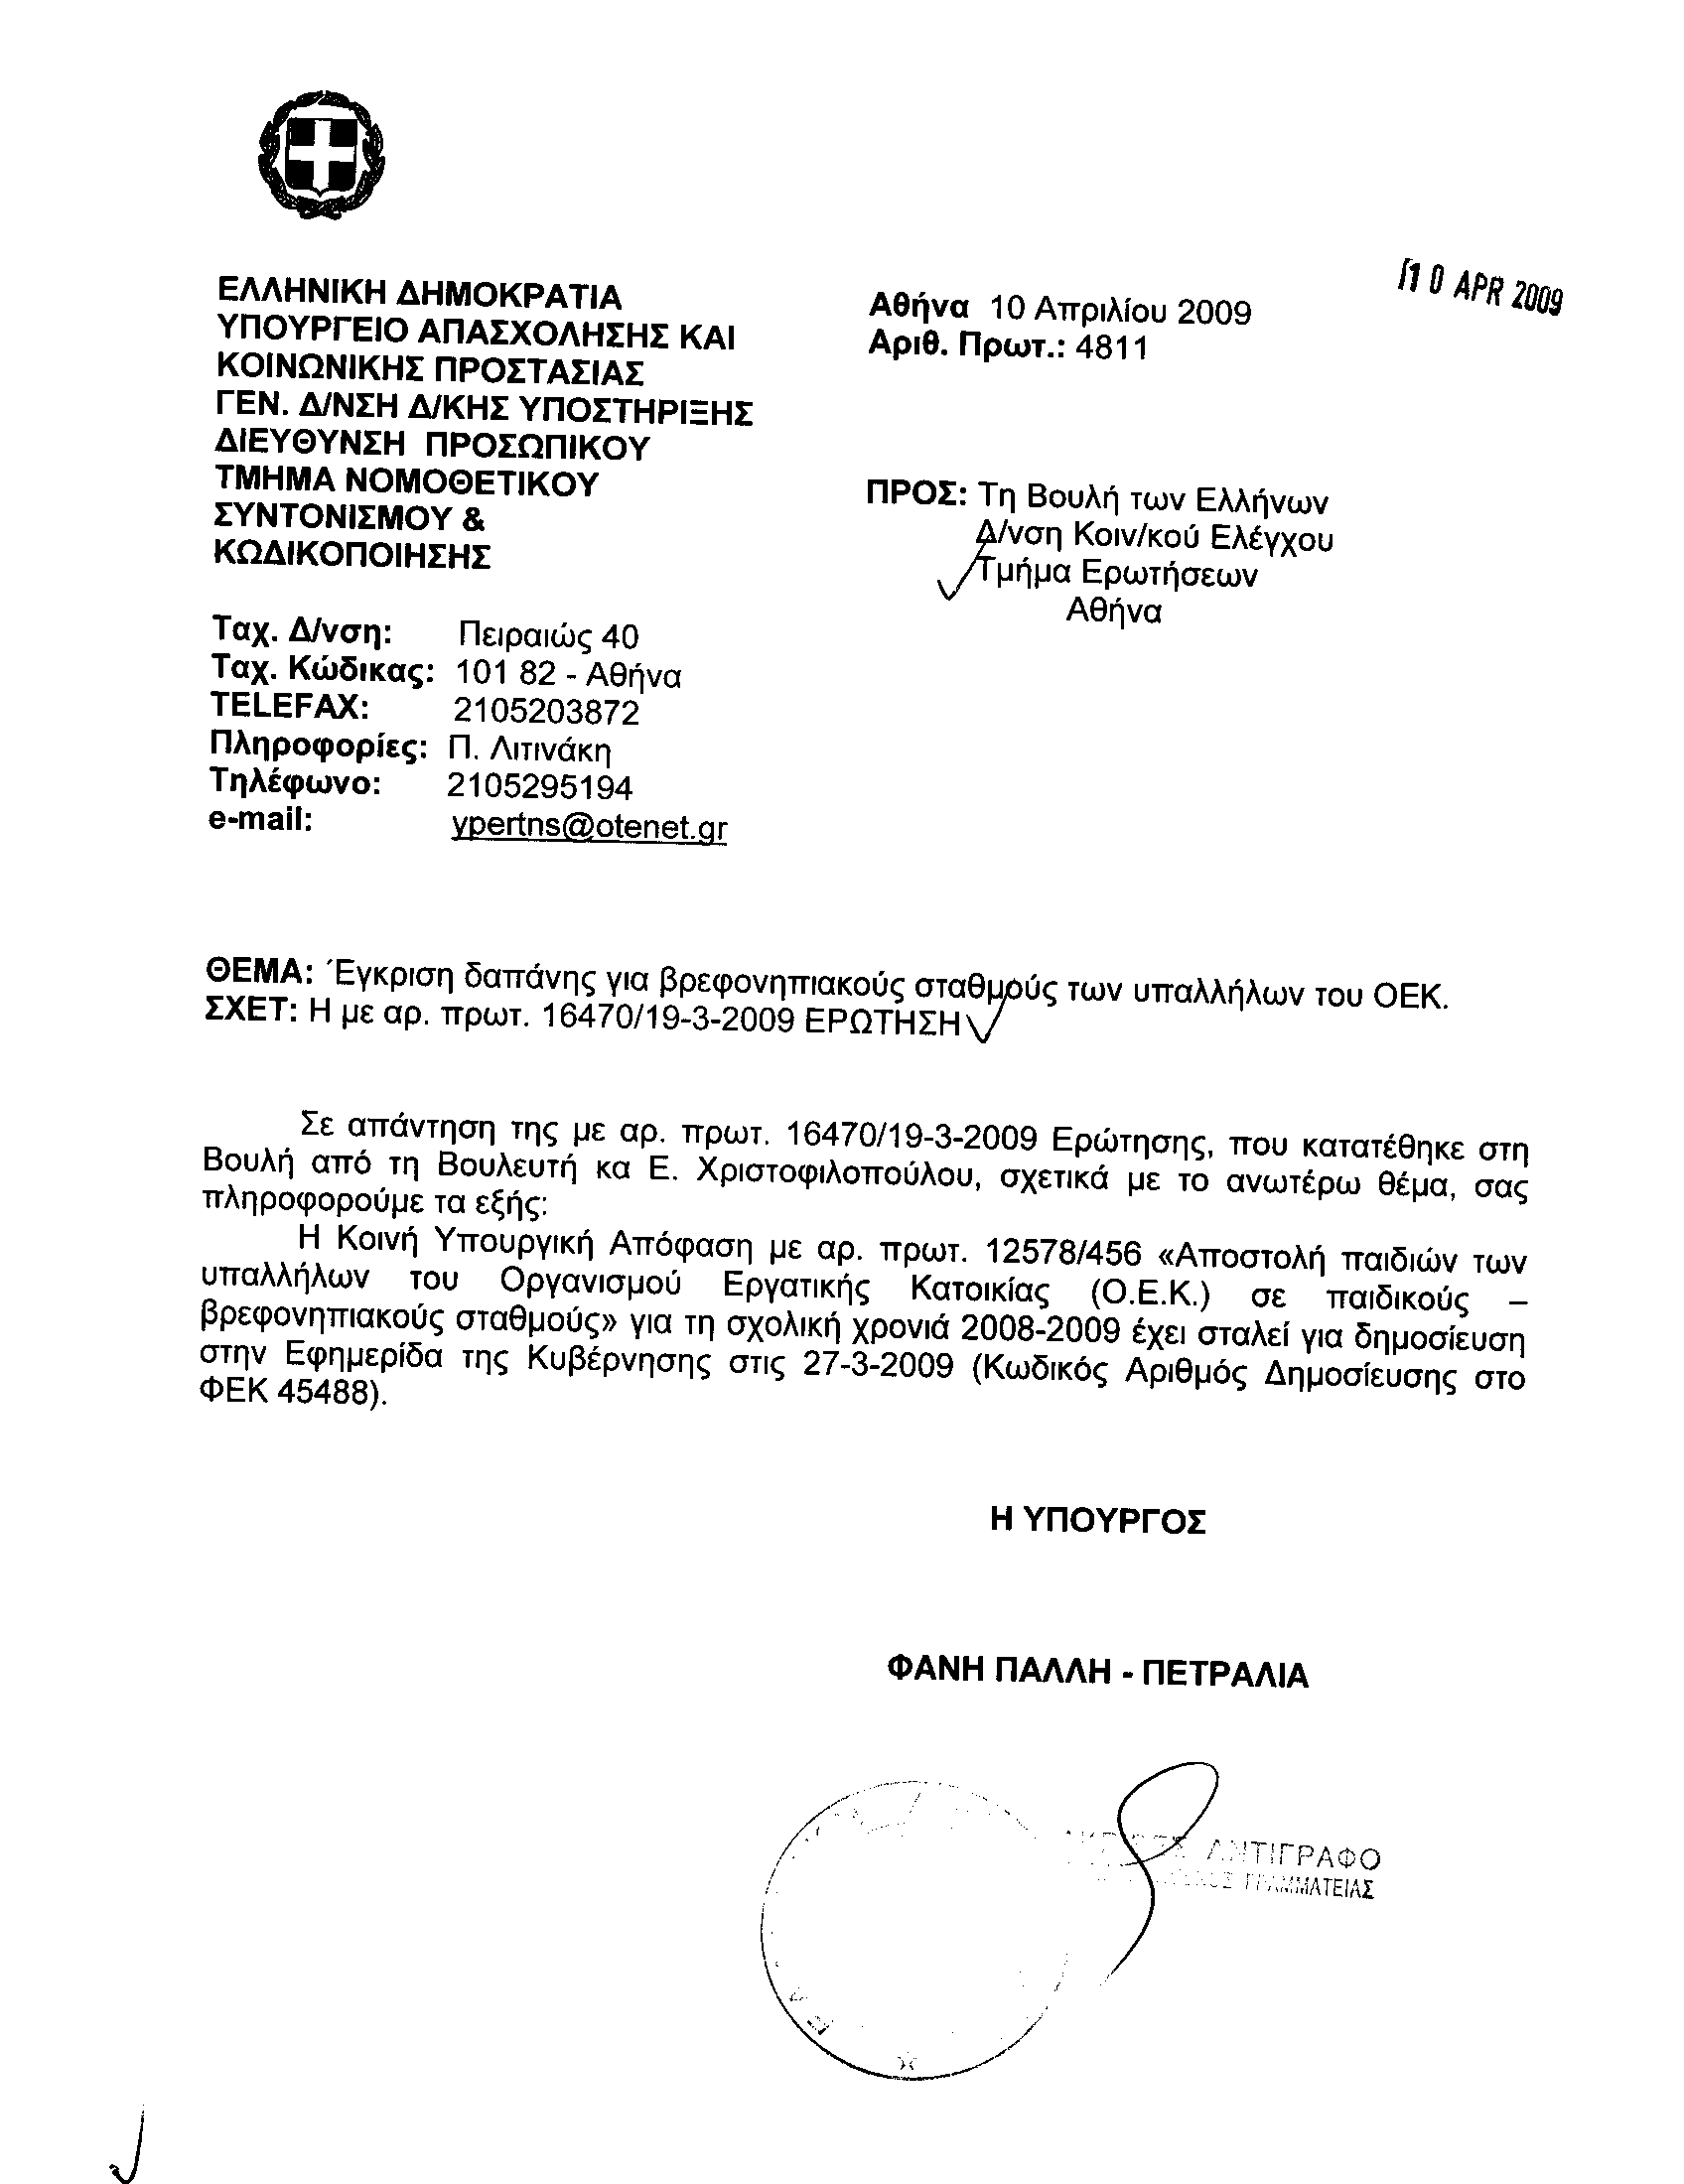 ΕΛΛΗΝΙΚΗ ΔΗΜΟΚΡΑΤΙΑ
ΥΠΟΥΡΓΕΙΟ ΑΠΑΣΧΟΛΗΣΗΣ ΚΑΙ
ΚΟΙΝΩΝΙΚΗΣ ΠΡΟΣΤΑΣΙΑΣ
ΓΕΝ. Δ/ΝΣΗ Δ/ΚΗΣ ΥΠΟΣΤΗΡΙΞΗΣ
ΔΙΕΥΘΥΝΣΗ ΠΡΟΣΩΠΙΚΟΥ
ΤΜΗΜΑ ΝΟΜΟΘΕΤΙΚΟΥ
ΣΥΝΤΟΝΙΣΜΟΥ &
ΚΩΔΙΚΟΠΟΙΗΣΗΣ
Ταχ. Δ/νση: Πειραιώς 40
Ταχ. Κώδικας: 101 82 - Αθήνα
TELEFAX: 2105203872
Πληροφορίες: Π. Λιτινάκη
Τηλέφωνο: 2105295194
e-mail: ypertns@otenet.gr
10 APR 2009
Αθήνα 10 Απριλίου 2009
Αριθ. Πρωτ.: 4811
ΠΡΟΣ: Τη Βουλή των Ελλήνων
Δ/νση Κοιν/κού Ελέγχου
Τμήμα Ερωτήσεων
Αθήνα
ΘΕΜΑ: Έγκριση δαπάνης για βρεφονηπιακούς σταθμούς των υπαλλήλων του ΟΕΚ.
ΣΧΕΤ: Η με αρ. πρωτ. 16470/19-3-2009 ΕΡΩΤΗΣΗ
Σε απάντηση της με αρ. πρωτ. 16470/19-3-2009 Ερώτησης, που κατατέθηκε στη
Βουλή από τη Βουλευτή κα Ε. Χριστοφιλοπούλου, σχετικά με το ανωτέρω θέμα, σας
πληροφορούμε τα εξής:
Η Κοινή Υπουργική Απόφαση με αρ. πρωτ. 12578/456 «Αποστολή παιδιών των
υπαλλήλων του Οργανισμού Εργατικής Κατοικίας (Ο.Ε.Κ.) σε παιδικούς –
βρεφονηπιακούς σταθμούς» για τη σχολική χρονιά 2008-2009 έχει σταλεί για δημοσίευση
στην Εφημερίδα της Κυβέρνησης στις 27-3-2009 (Κωδικός Αριθμός Δημοσίευσης στο
ΦΕΚ 45488).
Η ΥΠΟΥΡΓΟΣ
ΦΑΝΗ ΠΑΛΛΗ - ΠΕΤΡΑΛΙΑ
ΑΝΤΙΓΡΑΦΟ
ΓΡΑΜΜΑΤΕΙΑΣ